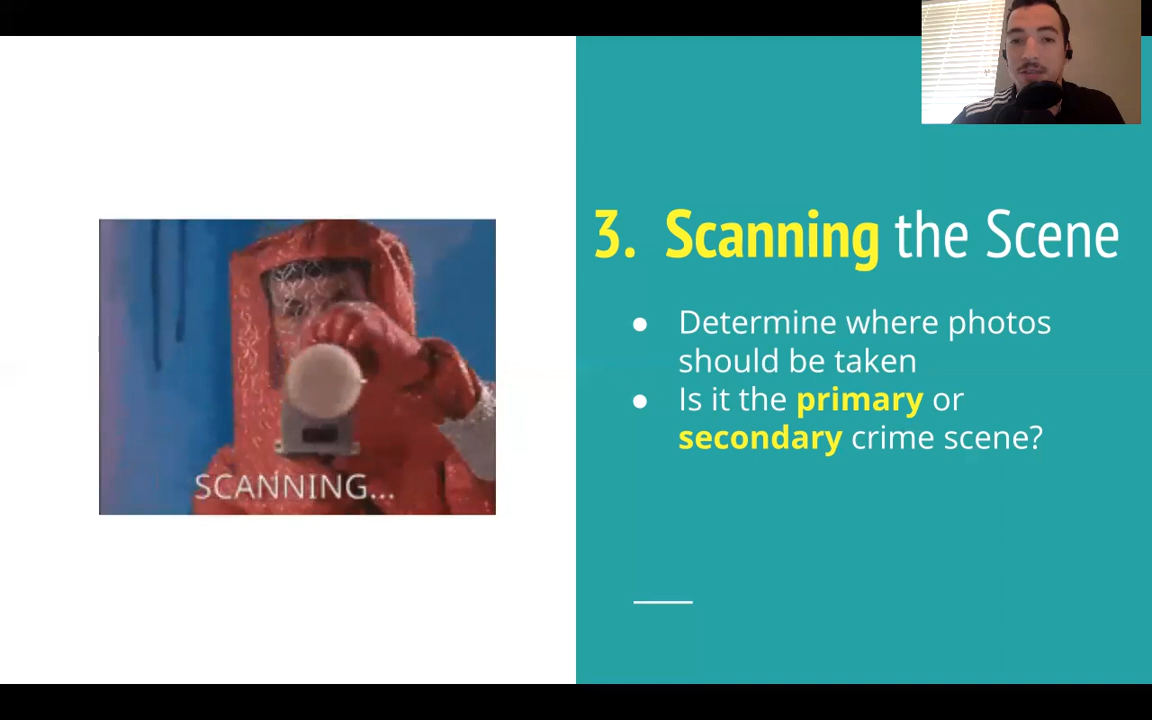 3. Scanning the Scene
● Determine where photos
should be taken
● Is it the primary or
secondary crime scene?
SCANNING...